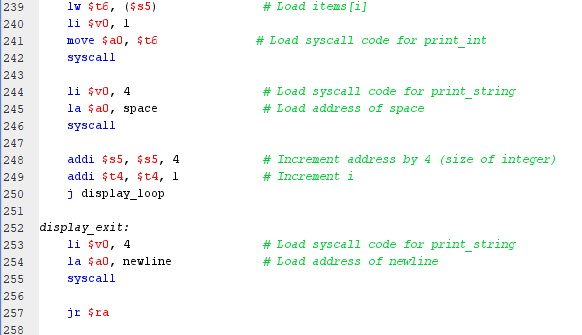 239 lw $t6, ($s5) # Load items[i]
240 li $v0, 1
241 move $a0, $t6 # Load syscall code for print_int
242 syscall
243
244 li $v0, 4 # Load syscall code for print_string
245 la $a0, space # Load address of space
246 syscall
247
248 addi $s5, $s5, 4 # Increment address by 4 (size of integer)
249 addi $t4, $t4, 1 # Increment i
250 j display_loop
251
252 display_exit:
253 li $v0, 4 # Load syscall code for print_string
254 la $a0, newline # Load address of newline
255 syscall
256
257 jr $ra
258